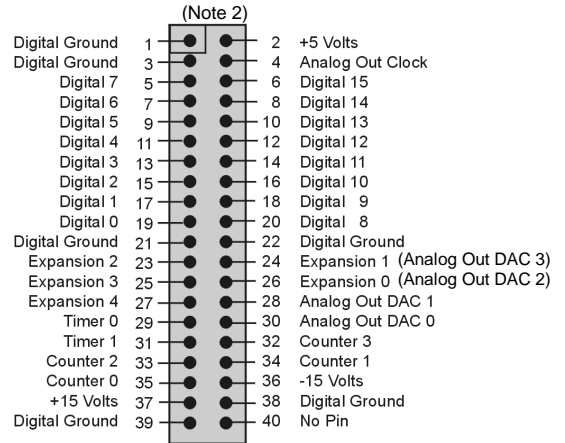 (Note 2)
Digital Ground 1 2 +5 Volts
Digital Ground 3 4 Analog Out Clock
Digital 7 5 6 Digital 15
Digital 6 7 8 Digital 14
Digital 5 9 10 Digital 13
Digital 4 11 12 Digital 12
Digital 3 13 14 Digital 11
Digital 2 15 16 Digital 10
Digital 1 17 18 Digital 9
Digital 0 19 20 Digital 8
Digital Ground 21 22 Digital Ground
Expansion 2 23 24 Expansion 1 (Analog Out DAC 3)
Expansion 3 25 26 Expansion 0 (Analog Out DAC 2)
Expansion 4 27 28 Analog Out DAC 1
Timer 0 29 30 Analog Out DAC 0
Timer 1 31 32 Counter 3
Counter 2 33 34 Counter 1
Counter 0 35 36 -15 Volts
+15 Volts 37 38 Digital Ground
Digital Ground 39 40 No Pin